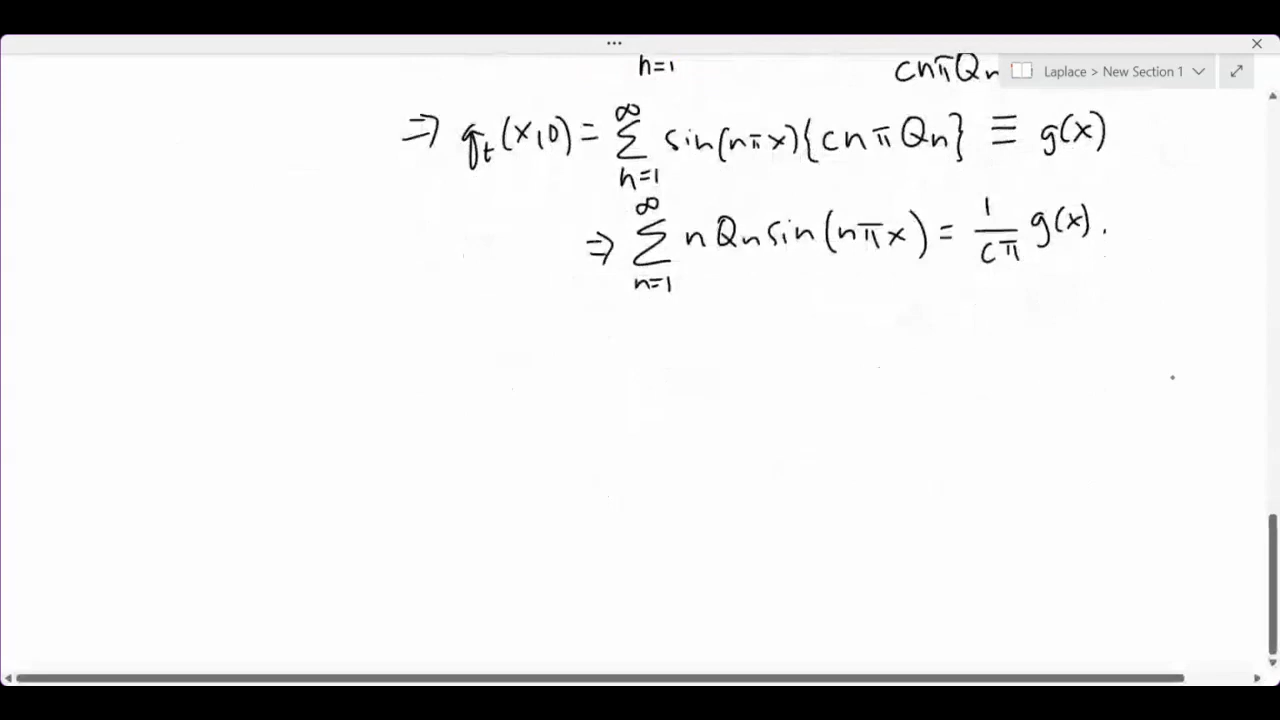 ...
n=1 cnπQn
Laplace > New Section 1
⇒ q_t(x,0) = ∑_{n=1}^{∞} sin(nπx){cnπQn} ≡ g(x)
⇒ ∑_{n=1}^{∞} nQn sin(nπx) = 1/(cπ) g(x).